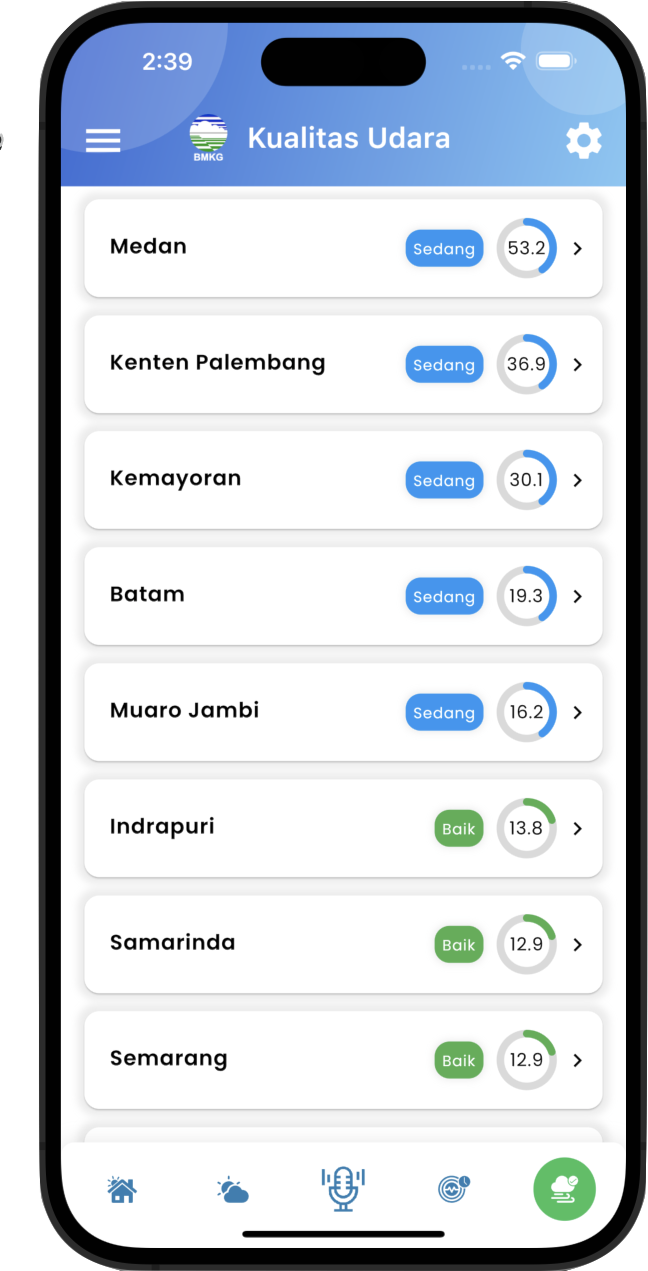 2:39
BMKG
Kualitas Udara
Medan Sedang 53.2
Kenten Palembang Sedang 36.9
Kemayoran Sedang 30.1
Batam Sedang 19.3
Muaro Jambi Sedang 16.2
Indrapuri Baik 13.8
Samarinda Baik 12.9
Semarang Baik 12.9